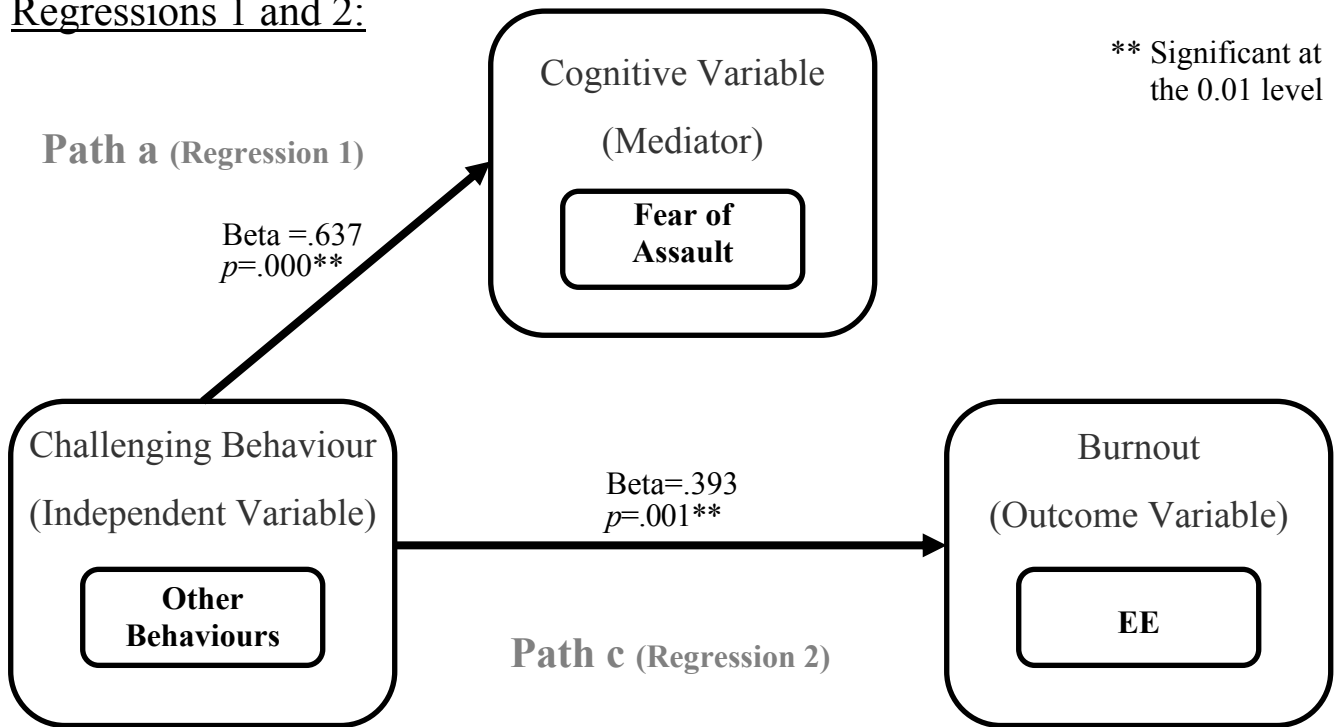 Regressions 1 and 2:
** Significant at
the 0.01 level
Cognitive Variable
(Mediator)
Fear of
Assault
Path a (Regression 1)
Beta =.637
p=.000**
Challenging Behaviour
(Independent Variable)
Other
Behaviours
Beta=.393
p=.001**
Path c (Regression 2)
Burnout
(Outcome Variable)
EE